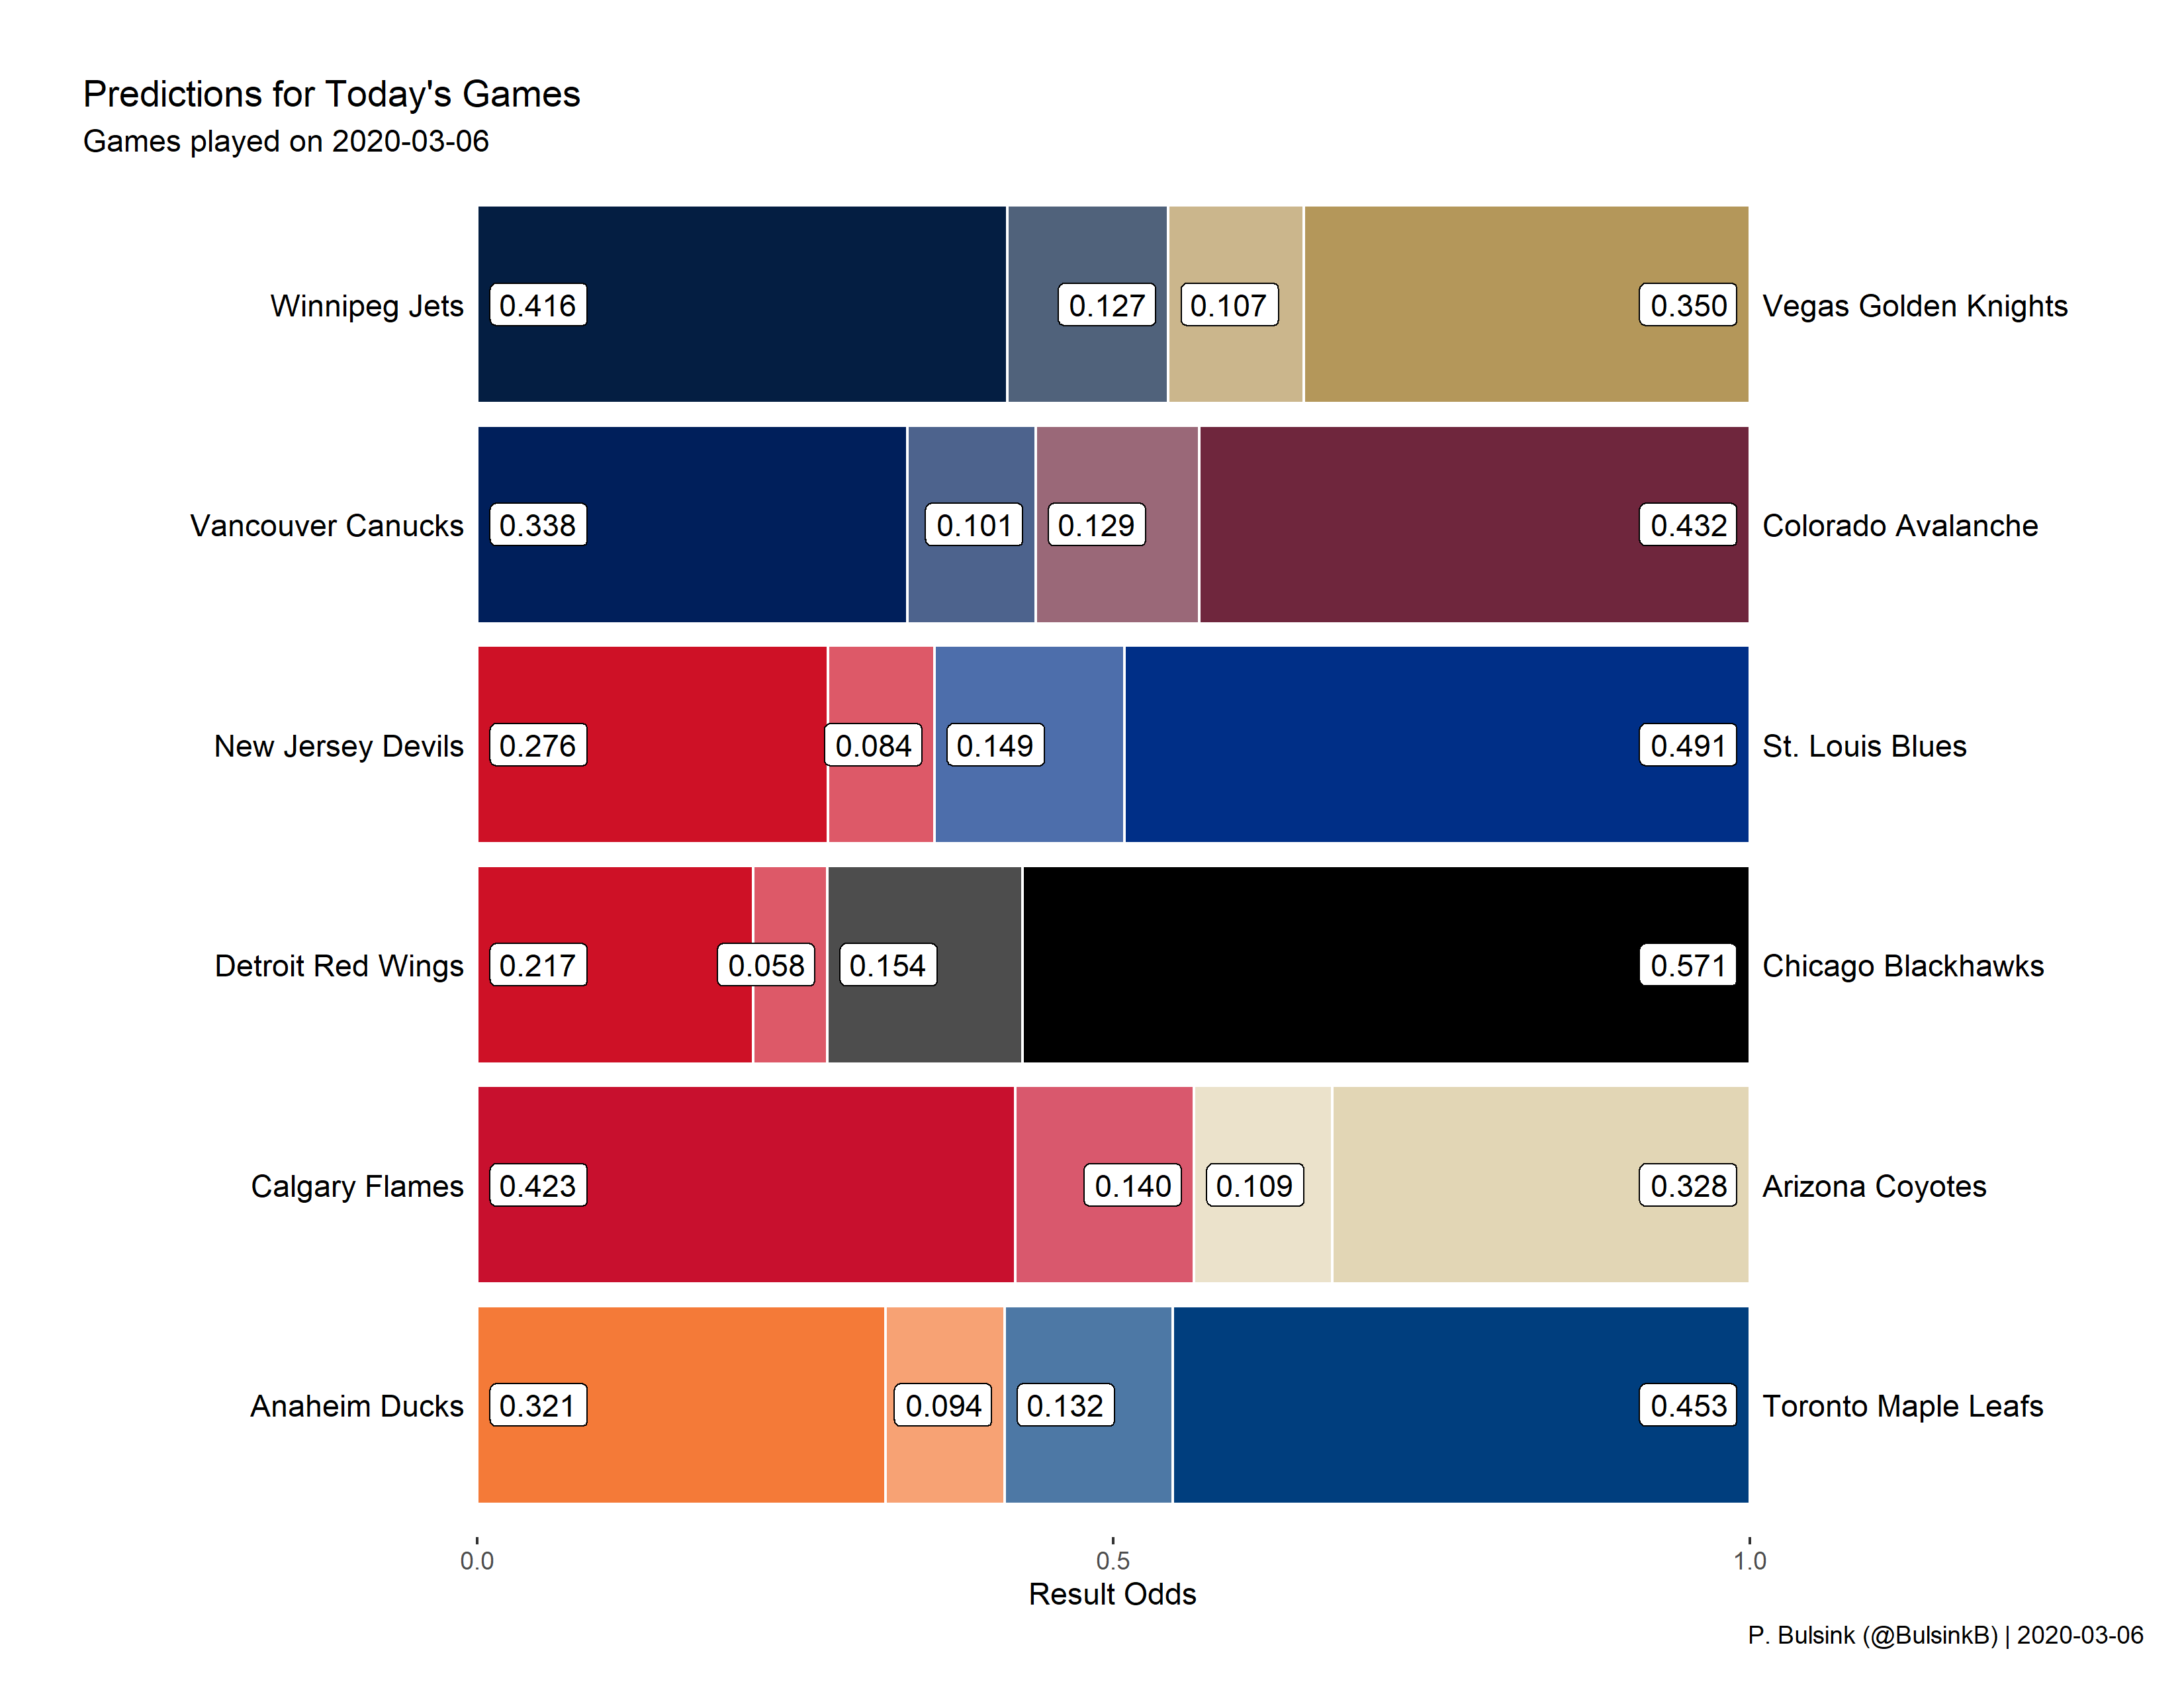 Predictions for Today's Games
Games played on 2020-03-06
Winnipeg Jets 0.416 0.127 0.107 0.350 Vegas Golden Knights
Vancouver Canucks 0.338 0.101 0.129 0.432 Colorado Avalanche
New Jersey Devils 0.276 0.084 0.149 0.491 St. Louis Blues
Detroit Red Wings 0.217 0.058 0.154 0.571 Chicago Blackhawks
Calgary Flames 0.423 0.140 0.109 0.328 Arizona Coyotes
Anaheim Ducks 0.321 0.094 0.132 0.453 Toronto Maple Leafs
0.0 0.5 1.0
Result Odds
P. Bulsink (@BulsinkB) | 2020-03-06